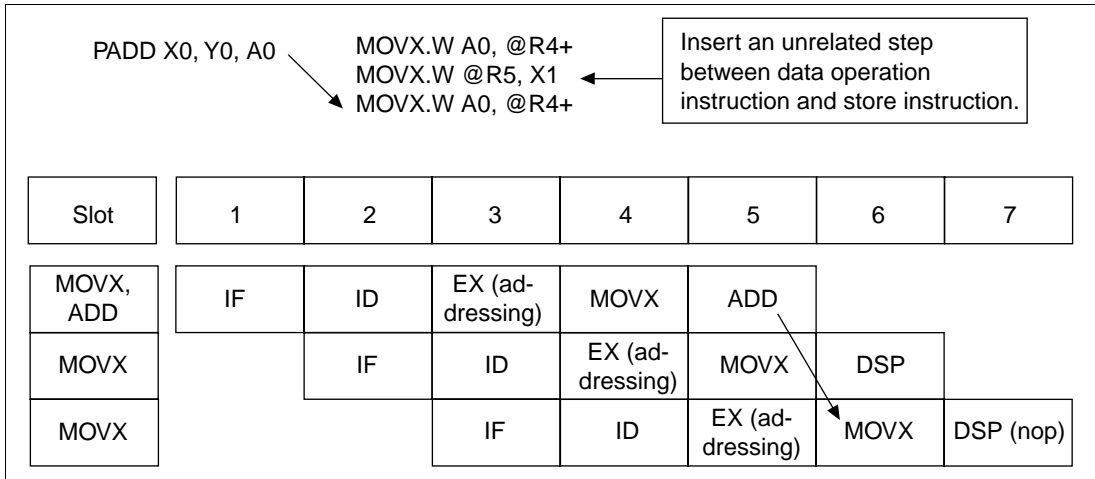 PADD X0, Y0, A0
MOVX.W A0, @R4+
MOVX.W @R5, X1
MOVX.W A0, @R4+
Insert an unrelated step
between data operation
instruction and store instruction.
Slot 1 2 3 4 5 6 7
MOVX,
ADD
IF ID EX (ad-
dressing) MOVX ADD
MOVX IF ID EX (ad-
dressing) MOVX DSP
MOVX IF ID EX (ad-
dressing) MOVX DSP (nop)